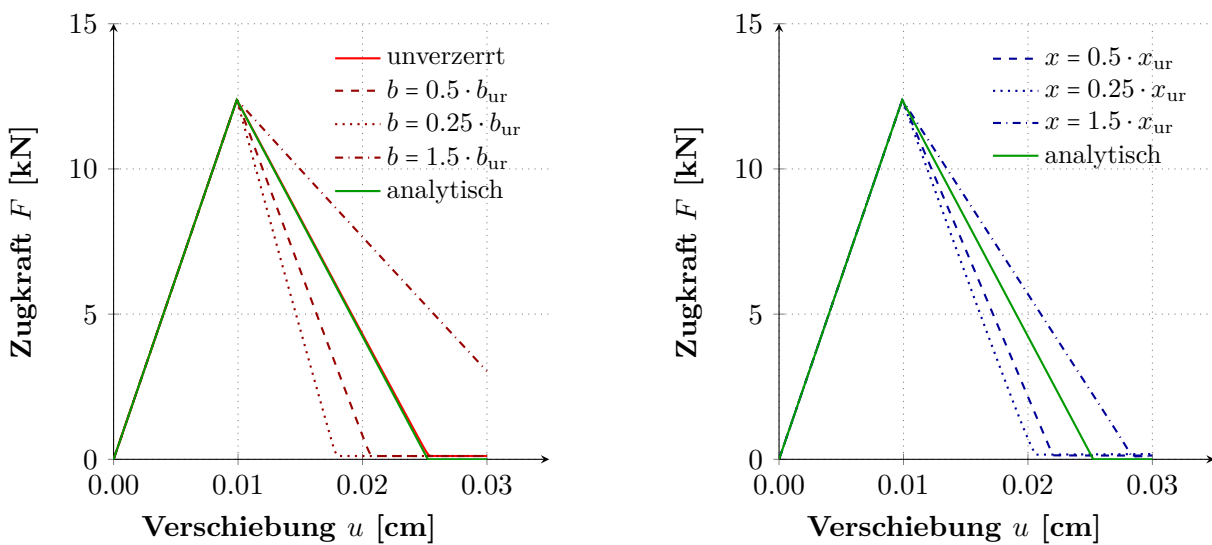 15
10
5
0
0.00
0.01
0.02
0.03
Zugkraft F [kN]
Verschiebung u [cm]
unverzerrt
b = 0.5 · b_ur
b = 0.25 · b_ur
b = 1.5 · b_ur
analytisch
15
10
5
0
0.00
0.01
0.02
0.03
Zugkraft F [kN]
Verschiebung u [cm]
x = 0.5 · x_ur
x = 0.25 · x_ur
x = 1.5 · x_ur
analytisch